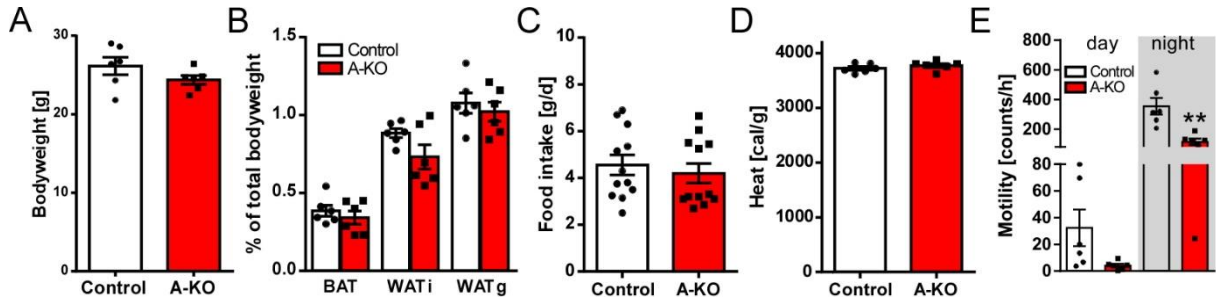 A
Bodyweight [g]
30
20
10
0
Control A-KO
B
% of total bodyweight
1.5
1.0
0.5
0.0
Control
A-KO
BAT WATi WATg
C
Food intake [g/d]
10
8
6
4
2
0
Control A-KO
D
Heat [cal/g]
4000
3000
2000
1000
0
Control A-KO
E
Motility [counts/h]
day night
800
600
400
200
80
60
40
20
0
Control
A-KO
**